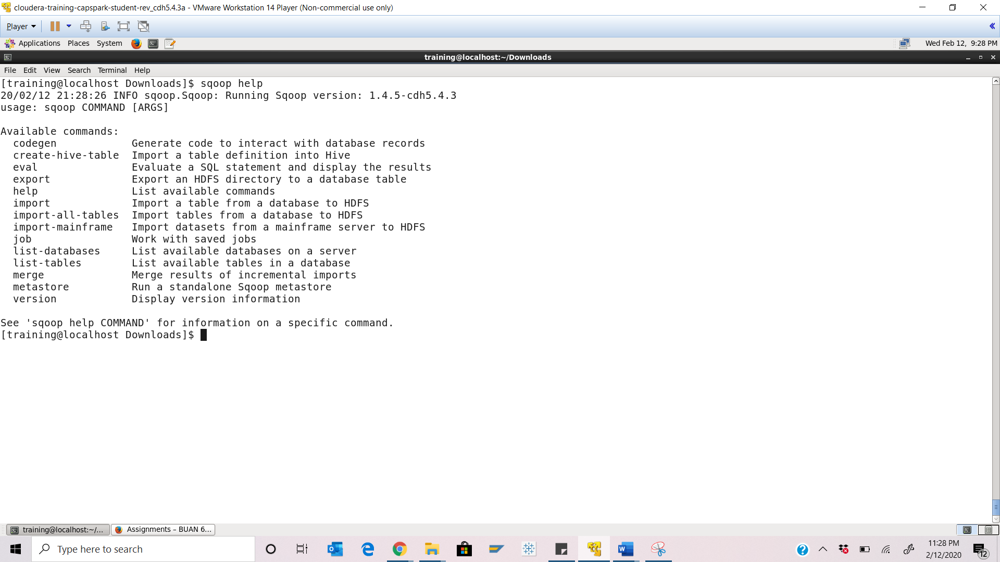 cloudera-training-capspark-student-rev_cdh5.4.3a - VMware Workstation 14 Player (Non-commercial use only)
Player
Applications Places System Wed Feb 12, 9:28 PM
training@localhost:~/Downloads
File Edit View Search Terminal Help
[training@localhost Downloads]$ sqoop help
20/02/12 21:28:26 INFO sqoop.Sqoop: Running Sqoop version: 1.4.5-cdh5.4.3
usage: sqoop COMMAND [ARGS]
Available commands:
codegen Generate code to interact with database records
create-hive-table Import a table definition into Hive
eval Evaluate a SQL statement and display the results
export Export an HDFS directory to a database table
help List available commands
import Import a table from a database to HDFS
import-all-tables Import tables from a database to HDFS
import-mainframe Import datasets from a mainframe server to HDFS
job Work with saved jobs
list-databases List available databases on a server
list-tables List available tables in a database
merge Merge results of incremental imports
metastore Run a standalone Sqoop metastore
version Display version information
See 'sqoop help COMMAND' for information on a specific command.
[training@localhost Downloads]$
training@localhost:~/... Assignments – BUAN 6...
Type here to search
11:28 PM
2/12/2020
12